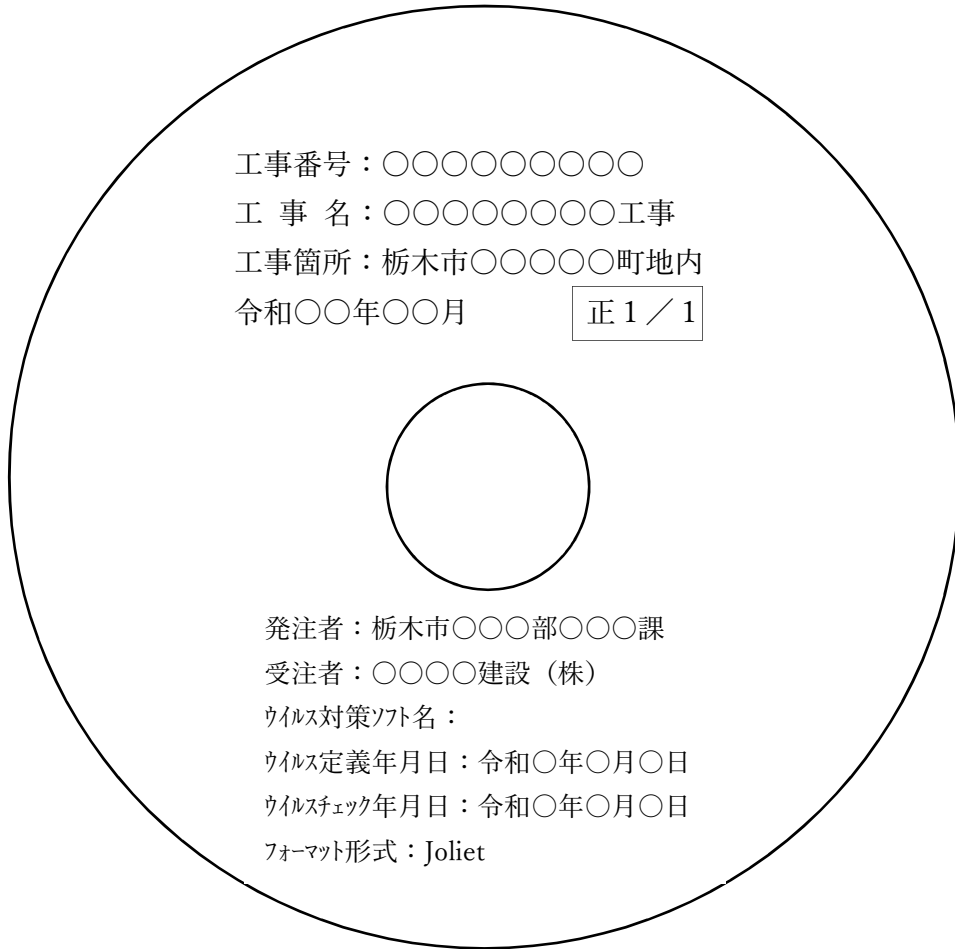 工事番号：○○○○○○○○○
工 事 名：○○○○○○○○工事
工事箇所：栃木市○○○○○町地内
令和○○年○○月 正１／１
発注者：栃木市○○○部○○○課
受注者：○○○○建設（株）
ｳｲﾙｽ対策ｿﾌﾄ名：
ｳｲﾙｽ定義年月日：令和○年○月○日
ｳｲﾙｽﾁｪｯｸ年月日：令和○年○月○日
ﾌｫｰﾏｯﾄ形式：Joliet